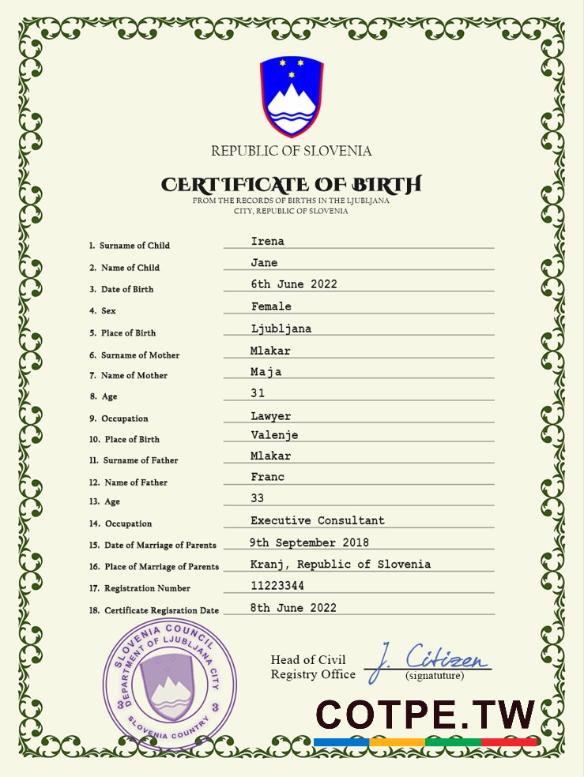 REPUBLIC OF SLOVENIA
CERTIFICATE OF BIRTH
FROM THE RECORDS OF BIRTHS IN THE LJUBLJANA
CITY, REPUBLIC OF SLOVENIA
1. Surname of Child Irena
2. Name of Child Jane
3. Date of Birth 6th June 2022
4. Sex Female
5. Place of Birth Ljubljana
6. Surname of Mother Mlakar
7. Name of Mother Maja
8. Age 31
9. Occupation Lawyer
10. Place of Birth Valenje
11. Surname of Father Mlakar
12. Name of Father Franc
13. Age 33
14. Occupation Executive Consultant
15. Date of Marriage of Parents 9th September 2018
16. Place of Marriage of Parents Kranj, Republic of Slovenia
17. Registration Number 11223344
18. Certificate Regisration Date 8th June 2022
SLOVENIA COUNCIL
DEPARTMENT OF LJUBLJANA CITY
3 3
SLOVENIA COUNTRY
Head of Civil
Registry Office
J. Citizen
(signatuture)
COTPE.TW